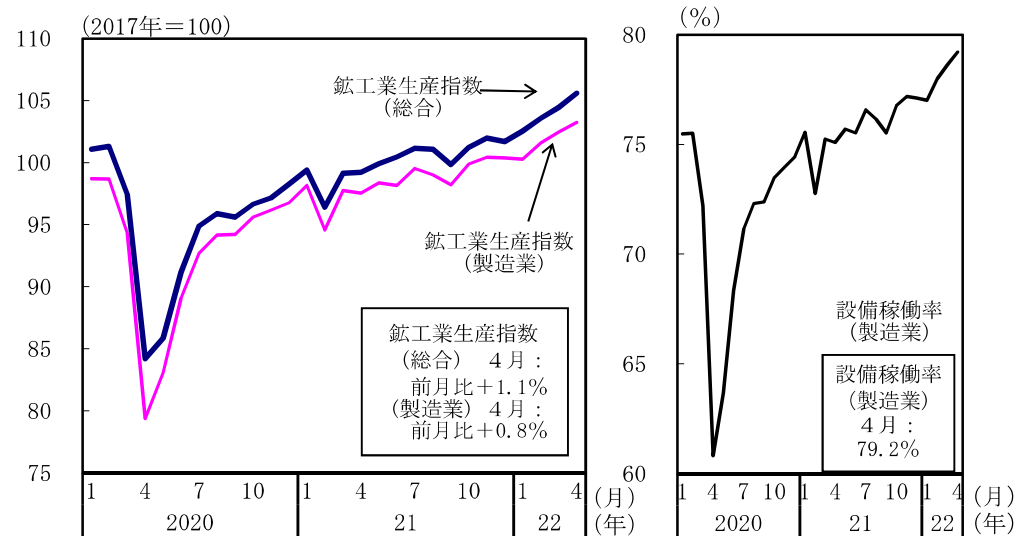 (2017年＝100)
110
105
100
95
90
85
80
75
鉱工業生産指数
(総合)
鉱工業生産指数
(製造業)
鉱工業生産指数
(総合) 4月：
前月比＋1.1%
(製造業) 4月：
前月比＋0.8%
1 4 7 10 1 4 7 10 1 4 (月)
2020 21 22 (年)
(%)
80
75
70
65
60
設備稼働率
(製造業)
設備稼働率
(製造業)
4月：
79.2%
1 4 7 10 1 4 7 10 1 4 (月)
2020 21 22 (年)